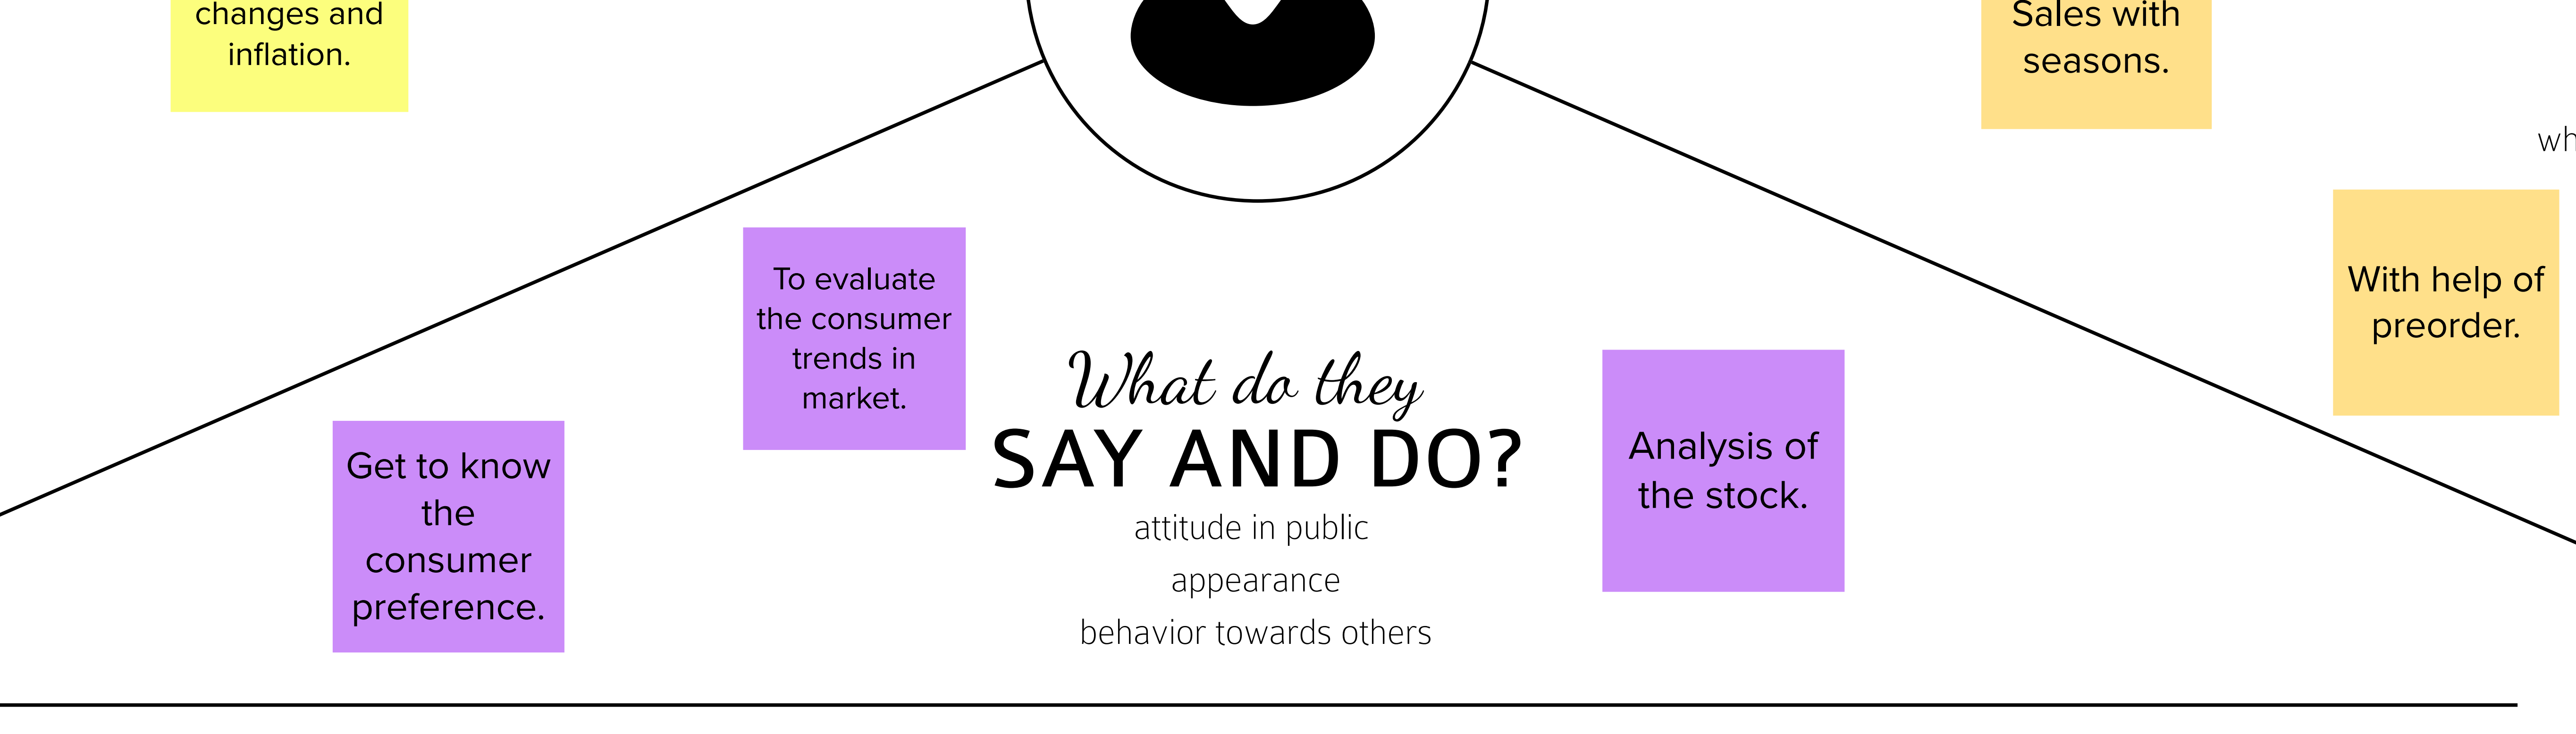 changes and
inflation.
Sales with
seasons.
With help of
preorder.
To evaluate
the consumer
trends in
market.
Get to know
the
consumer
preference.
What do they
SAY AND DO?
attitude in public
appearance
behavior towards others
Analysis of
the stock.